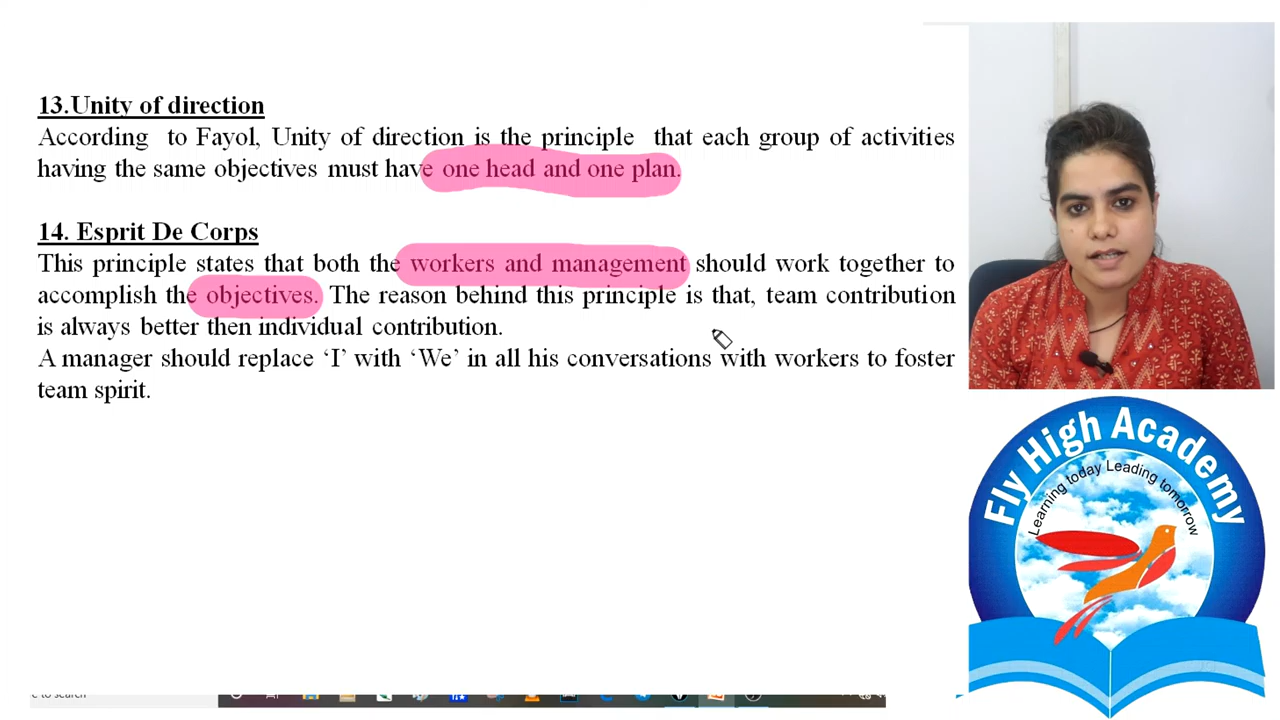 13.Unity of direction
According to Fayol, Unity of direction is the principle that each group of activities
having the same objectives must have one head and one plan.
14. Esprit De Corps
This principle states that both the workers and management should work together to
accomplish the objectives. The reason behind this principle is that, team contribution
is always better then individual contribution.
A manager should replace ‘I’ with ‘We’ in all his conversations with workers to foster
team spirit.
Fly High Academy
Learning today Leading tomorrow
e to search